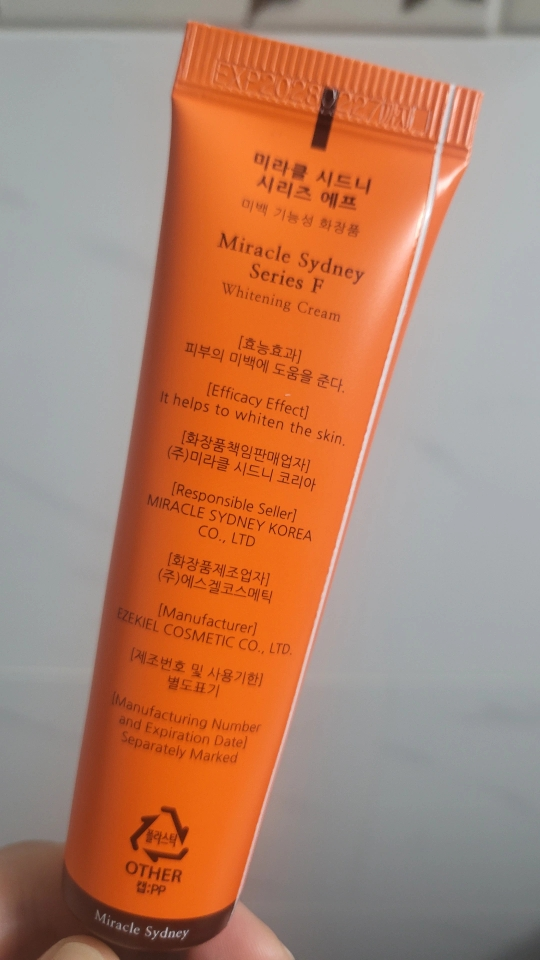 미라클 시드니
시리즈 에프
미백 기능성 화장품
Miracle Sydney
Series F
Whitening Cream
[효능효과]
피부의 미백에 도움을 준다.
[Efficacy Effect]
It helps to whiten the skin.
[화장품책임판매업자]
(주)미라클 시드니 코리아
[Responsible Seller]
MIRACLE SYDNEY KOREA
CO., LTD
[화장품제조업자]
(주)에스겔코스메틱
[Manufacturer]
EZEKIEL COSMETIC CO., LTD.
[제조번호 및 사용기한]
별도표기
[Manufacturing Number
and Expiration Date]
Separately Marked
플라스틱
OTHER
캡:PP
Miracle Sydney